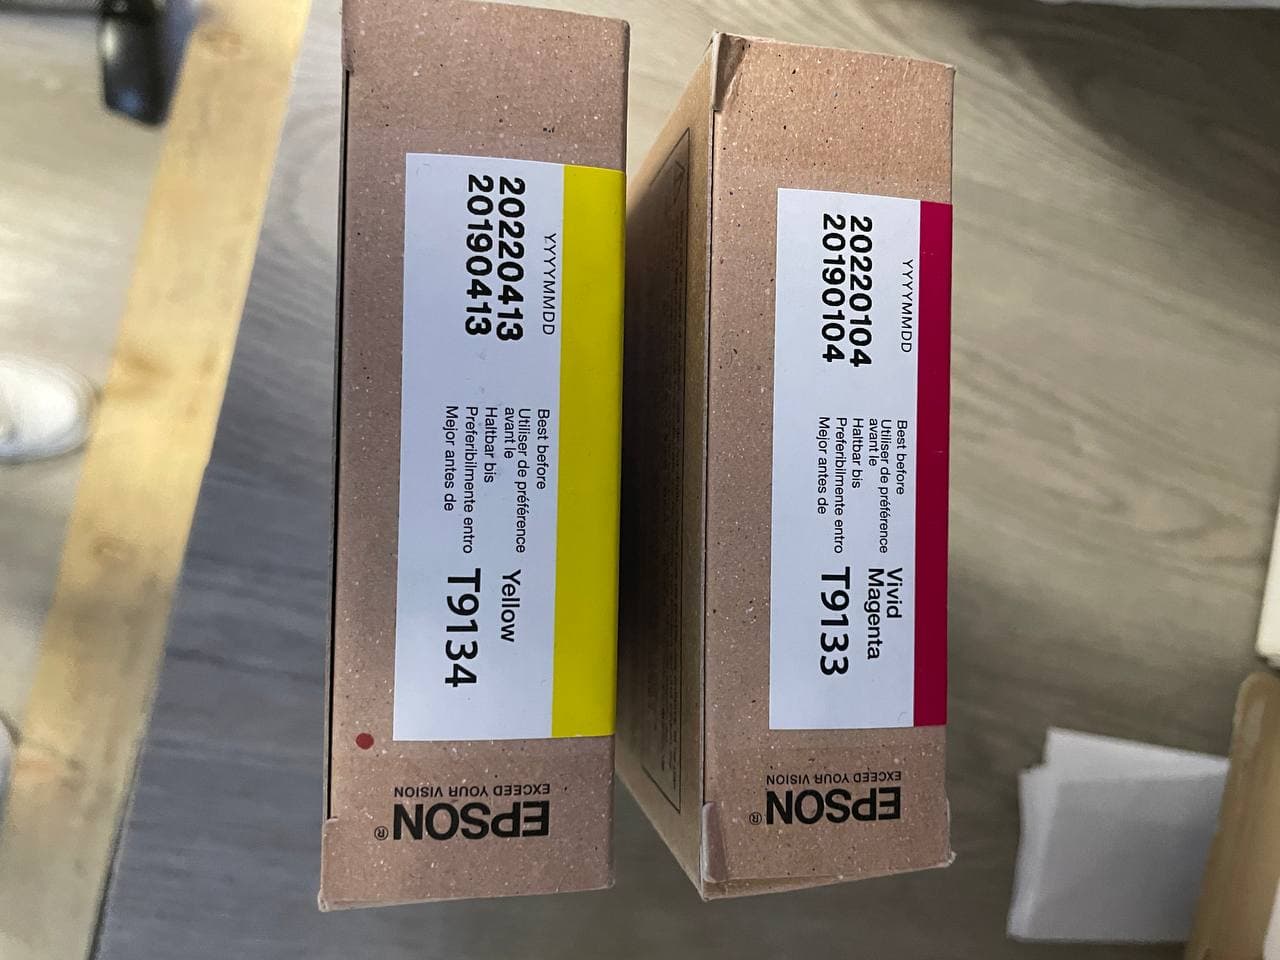 YYYYMMDD
20220413
20190413
Best before
Utiliser de préférence
avant le
Haltbar bis
Preferibilmente entro
Mejor antes de
Yellow
T9134
EPSON®
EXCEED YOUR VISION
YYYYMMDD
20220104
20190104
Best before
Utiliser de préférence
avant le
Haltbar bis
Preferibilmente entro
Mejor antes de
Vivid
Magenta
T9133
EPSON®
EXCEED YOUR VISION